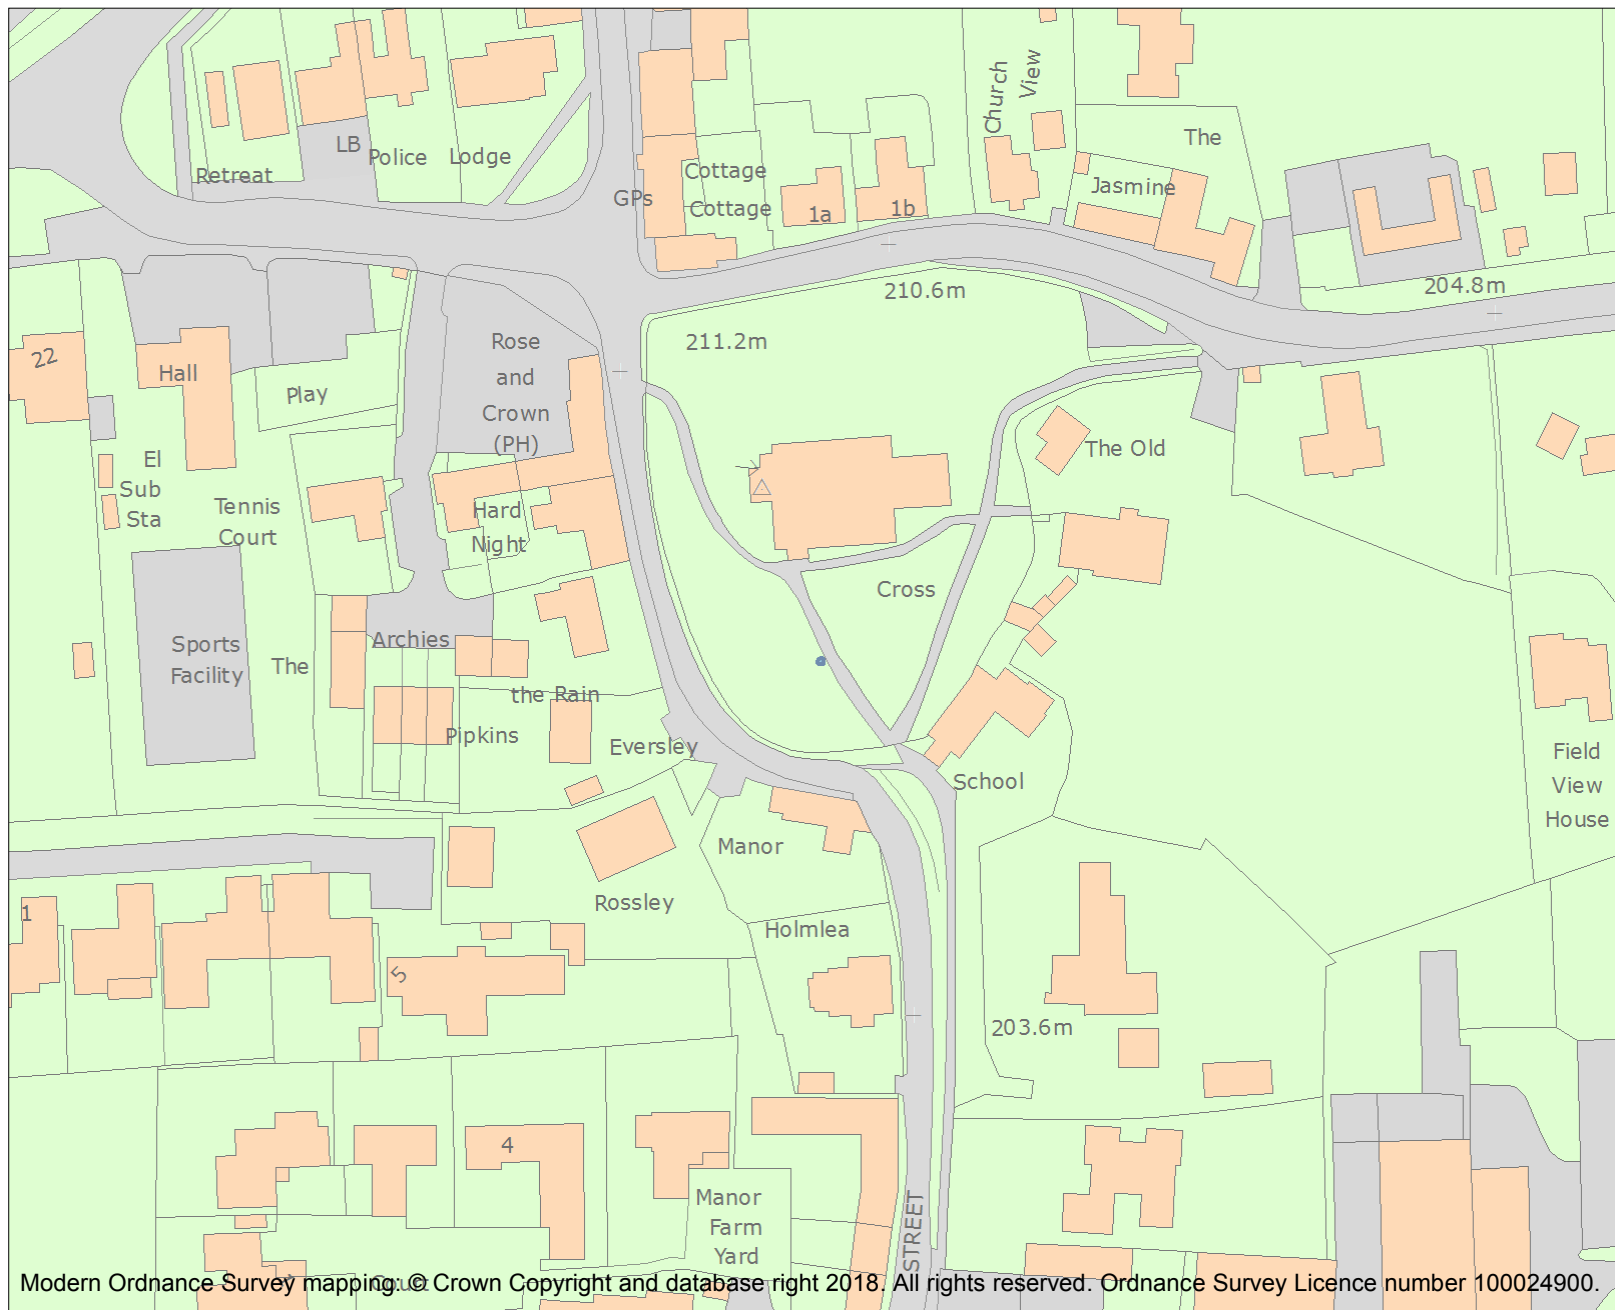 Church
View
The
LB
Police
Lodge
Retreat
Cottage
Jasmine
GPs
Cottage
1a
1b
210.6m
204.8m
211.2m
Rose
and
Crown
(PH)
22
Hall
Play
The Old
El
Sub
Sta
Tennis
Court
Hard
Night
Cross
Sports
Facility
The
Archies
the Rain
Pipkins
Eversley
School
Field
View
House
Manor
Rossley
1
Holmlea
5
203.6m
4
Manor
Farm
Yard
STREET
Court
Modern Ordnance Survey mapping. © Crown Copyright and database right 2018. All rights reserved. Ordnance Survey Licence number 100024900.